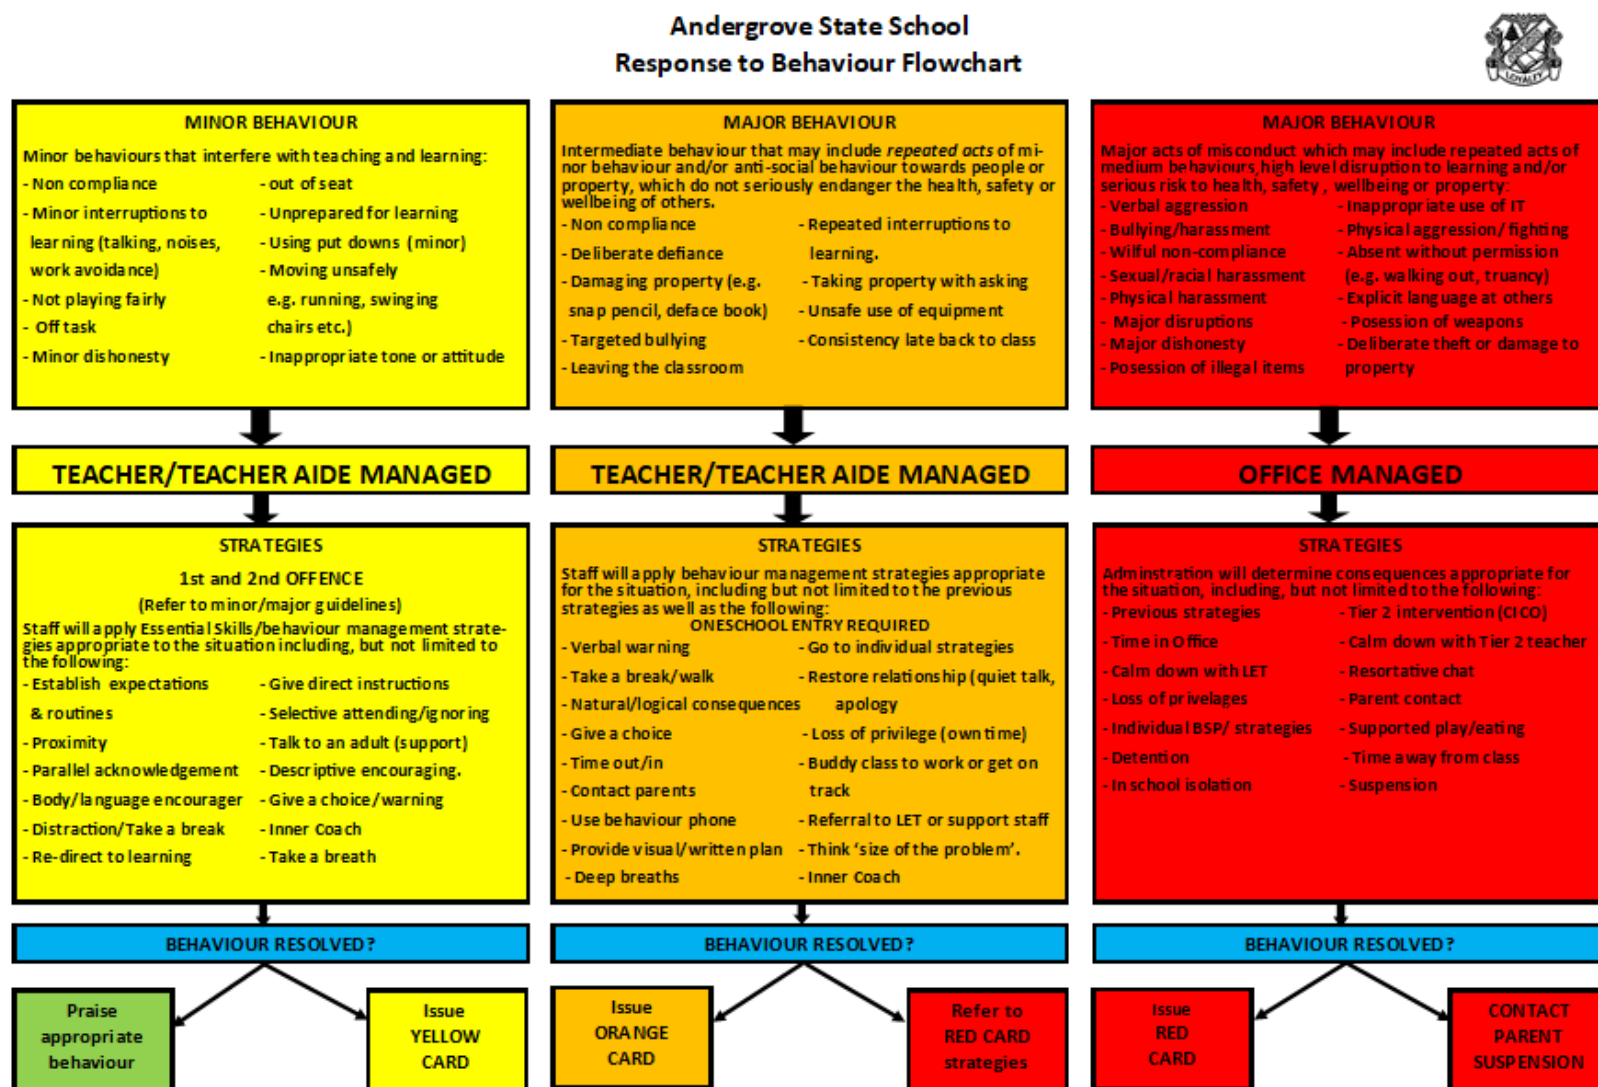 Andergrove State School
Response to Behaviour Flowchart
LOYALTY
MINOR BEHAVIOUR
Minor behaviours that interfere with teaching and learning:
- Non compliance
- Minor interruptions to
learning (talking, noises,
work avoidance)
- Not playing fairly
- Off task
- Minor dishonesty
- out of seat
- Unprepared for learning
- Using put downs (minor)
- Moving unsafely
e.g. running, swinging
chairs etc.)
- Inappropriate tone or attitude
TEACHER/TEACHER AIDE MANAGED
STRATEGIES
1st and 2nd OFFENCE
(Refer to minor/major guidelines)
Staff will apply Essential Skills/behaviour management strate-
gies appropriate to the situation including, but not limited to
the following:
- Establish expectations
& routines
- Proximity
- Parallel acknowledgement
- Body/language encourager
- Distraction/Take a break
- Re-direct to learning
- Give direct instructions
- Selective attending/ignoring
- Talk to an adult (support)
- Descriptive encouraging.
- Give a choice/warning
- Inner Coach
- Take a breath
BEHAVIOUR RESOLVED?
Praise
appropriate
behaviour
Issue
YELLOW
CARD
MAJOR BEHAVIOUR
Intermediate behaviour that may include repeated acts of mi-
nor behaviour and/or anti-social behaviour towards people or
property, which do not seriously endanger the health, safety or
wellbeing of others.
- Non compliance
- Deliberate defiance
- Damaging property (e.g.
snap pencil, deface book)
- Targeted bullying
- Leaving the classroom
- Repeated interruptions to
learning.
- Taking property with asking
- Unsafe use of equipment
- Consistency late back to class
TEACHER/TEACHER AIDE MANAGED
STRATEGIES
Staff will apply behaviour management strategies appropriate
for the situation, including but not limited to the previous
strategies as well as the following:
ONESCHOOL ENTRY REQUIRED
- Verbal warning
- Take a break/walk
- Natural/logical consequences
- Give a choice
- Time out/in
- Contact parents
- Use behaviour phone
- Provide visual/written plan
- Deep breaths
- Go to individual strategies
- Restore relationship (quiet talk,
apology
- Loss of privilege (own time)
- Buddy class to work or get on
track
- Referral to LET or support staff
- Think ‘size of the problem’.
- Inner Coach
BEHAVIOUR RESOLVED?
Issue
ORANGE
CARD
Refer to
RED CARD
strategies
MAJOR BEHAVIOUR
Major acts of misconduct which may include repeated acts of
medium behaviours,high level disruption to learning and/or
serious risk to health, safety , wellbeing or property:
- Verbal aggression
- Bullying/harassment
- Wilful non-compliance
- Sexual/racial harassment
- Physical harassment
- Major disruptions
- Major dishonesty
- Posession of illegal items
- Inappropriate use of IT
- Physical aggression/ fighting
- Absent without permission
(e.g. walking out, truancy)
- Explicit language at others
- Posession of weapons
- Deliberate theft or damage to
property
OFFICE MANAGED
STRATEGIES
Adminstration will determine consequences appropriate for
the situation, including, but not limited to the following:
- Previous strategies
- Time in Office
- Calm down with LET
- Loss of privelages
- Individual BSP/ strategies
- Detention
- In school isolation
- Tier 2 intervention (CICO)
- Calm down with Tier 2 teacher
- Resortative chat
- Parent contact
- Supported play/eating
- Time away from class
- Suspension
BEHAVIOUR RESOLVED?
Issue
RED
CARD
CONTACT
PARENT
SUSPENSION